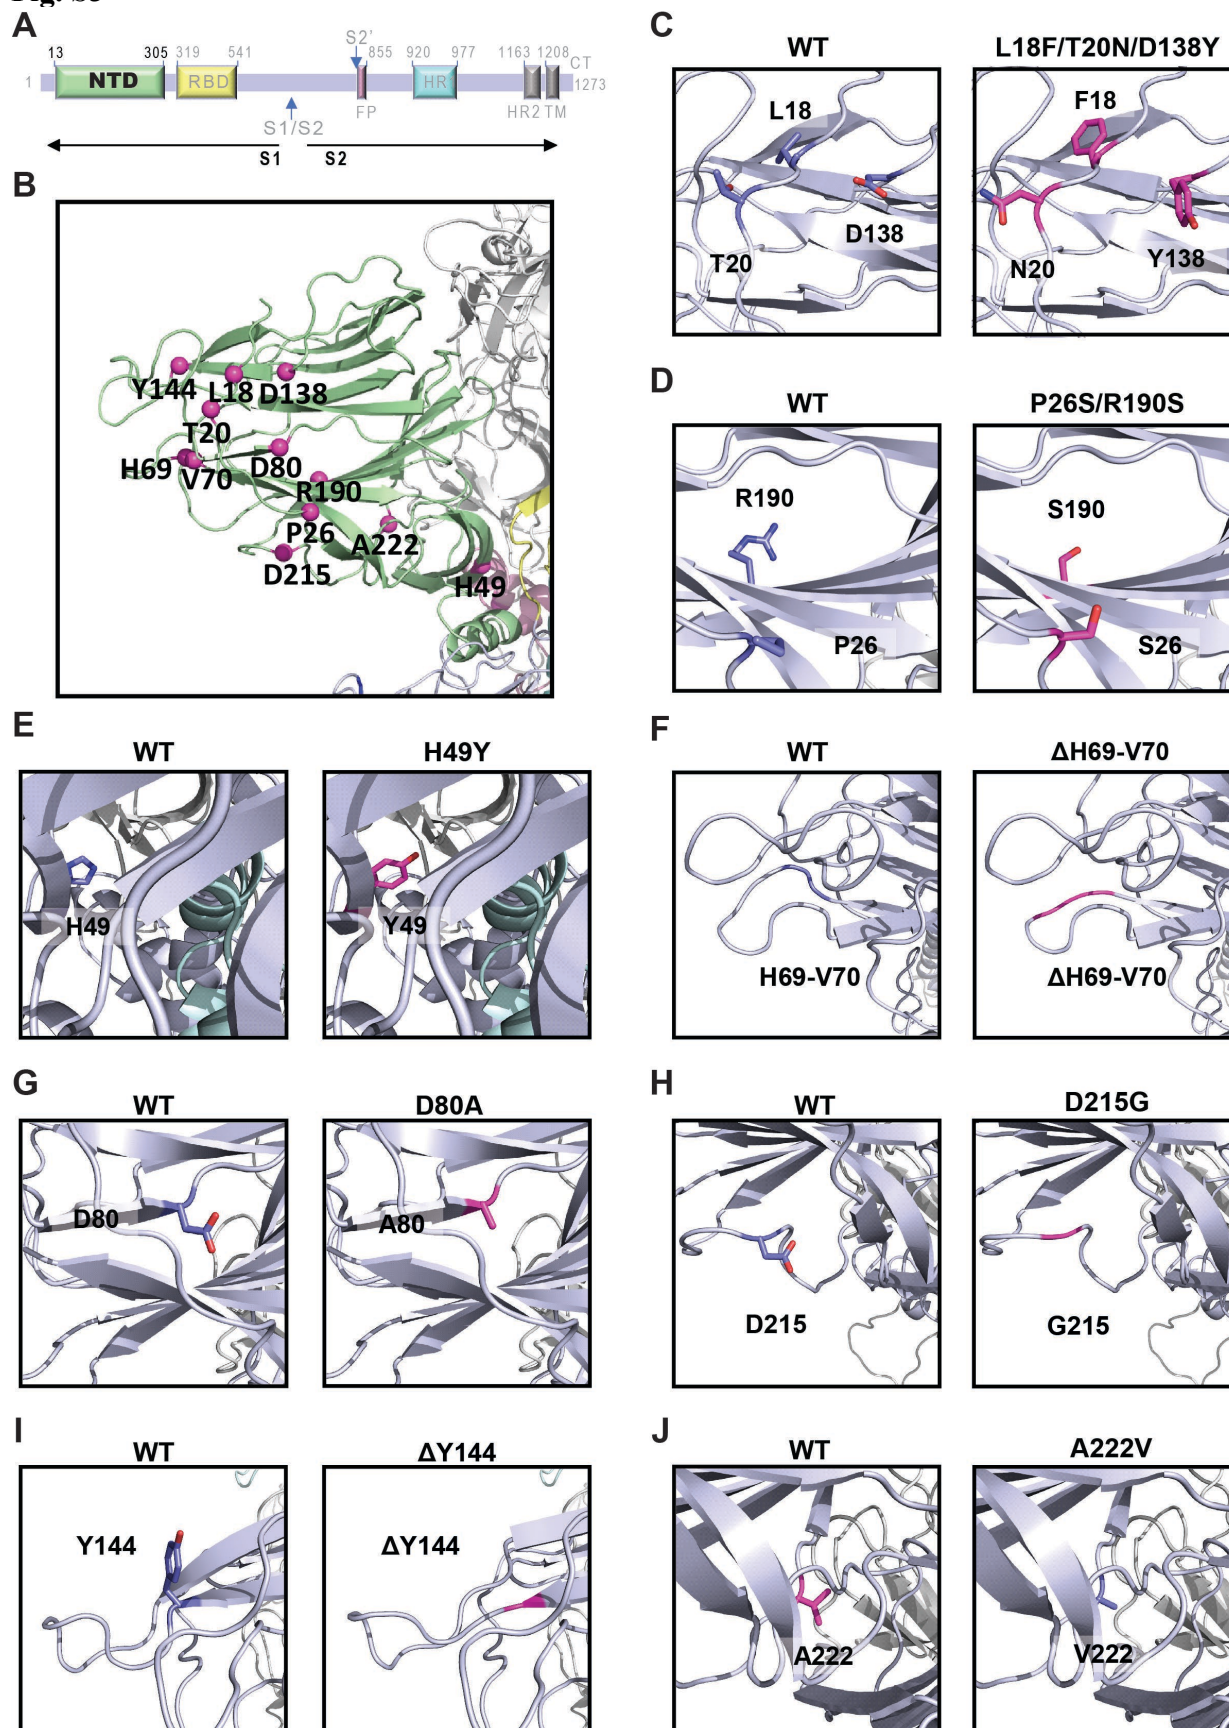 A
S2'
13 305 319 541 855 920 977 1163 1208 CT
1 NTD RBD HR 1273
FP HR2 TM
S1/S2
S1 S2
B
Y144 L18 D138
T20
H69 V70 D80
R190
P26 A222
D215 H49
C
WT L18F/T20N/D138Y
L18 F18
D138
T20 N20 Y138
D
WT P26S/R190S
R190 S190
P26 S26
E
WT H49Y
H49 Y49
F
WT ΔH69-V70
H69-V70 ΔH69-V70
G
WT D80A
D80 A80
H
WT D215G
D215 G215
I
WT ΔY144
Y144 ΔY144
J
WT A222V
A222 V222